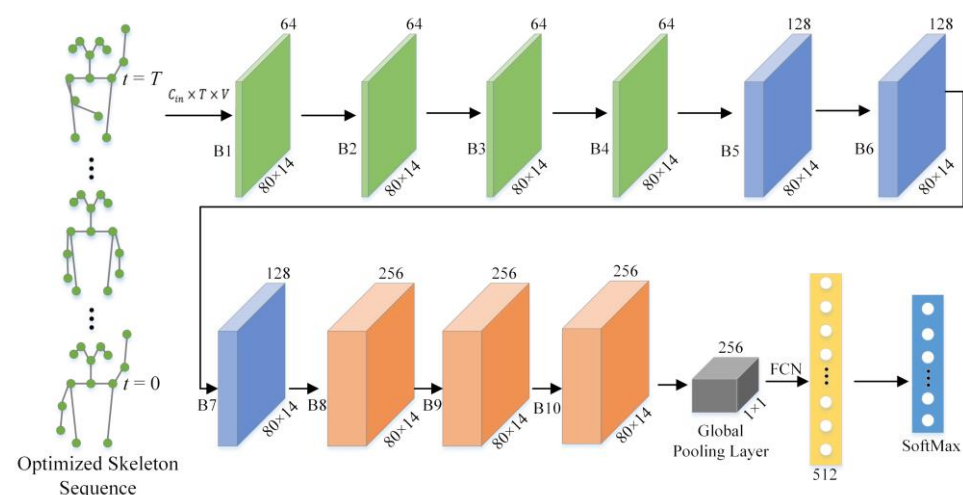 t = T
t = 0
Optimized Skeleton
Sequence
C_in × T × V
64
B1
80×14
64
B2
80×14
64
B3
80×14
64
B4
80×14
128
B5
80×14
128
B6
80×14
128
B7
80×14
256
B8
80×14
256
B9
80×14
256
B10
80×14
256
1×1
Global
Pooling Layer
FCN
512
SoftMax